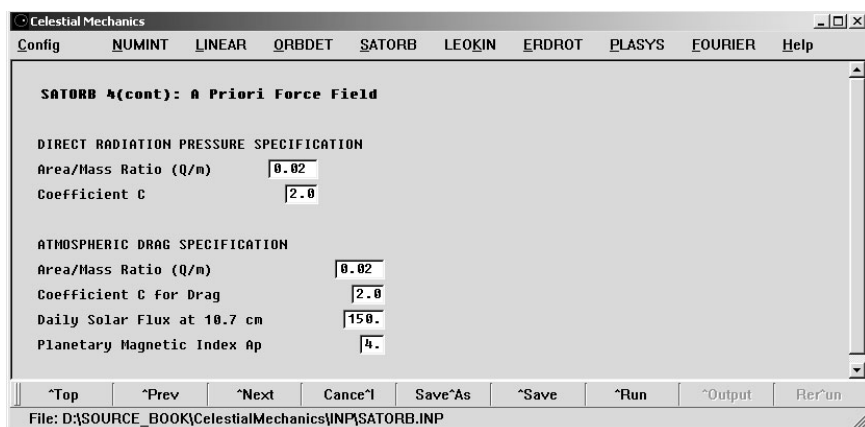 Celestial Mechanics
Config NUMINT LINEAR ORBDET SATORB LEOKIN ERDROT PLASYS FOURIER Help
SATORB 4(cont): A Priori Force Field
DIRECT RADIATION PRESSURE SPECIFICATION
Area/Mass Ratio (Q/m) 0.02
Coefficient C 2.0
ATMOSPHERIC DRAG SPECIFICATION
Area/Mass Ratio (Q/m) 0.02
Coefficient C for Drag 2.0
Daily Solar Flux at 10.7 cm 150.
Planetary Magnetic Index Ap 4.
^Top ^Prev ^Next Cance^l Save^As ^Save ^Run ^Output Rer^un
File: D:\SOURCE_BOOK\CelestialMechanics\INP\SATORB.INP